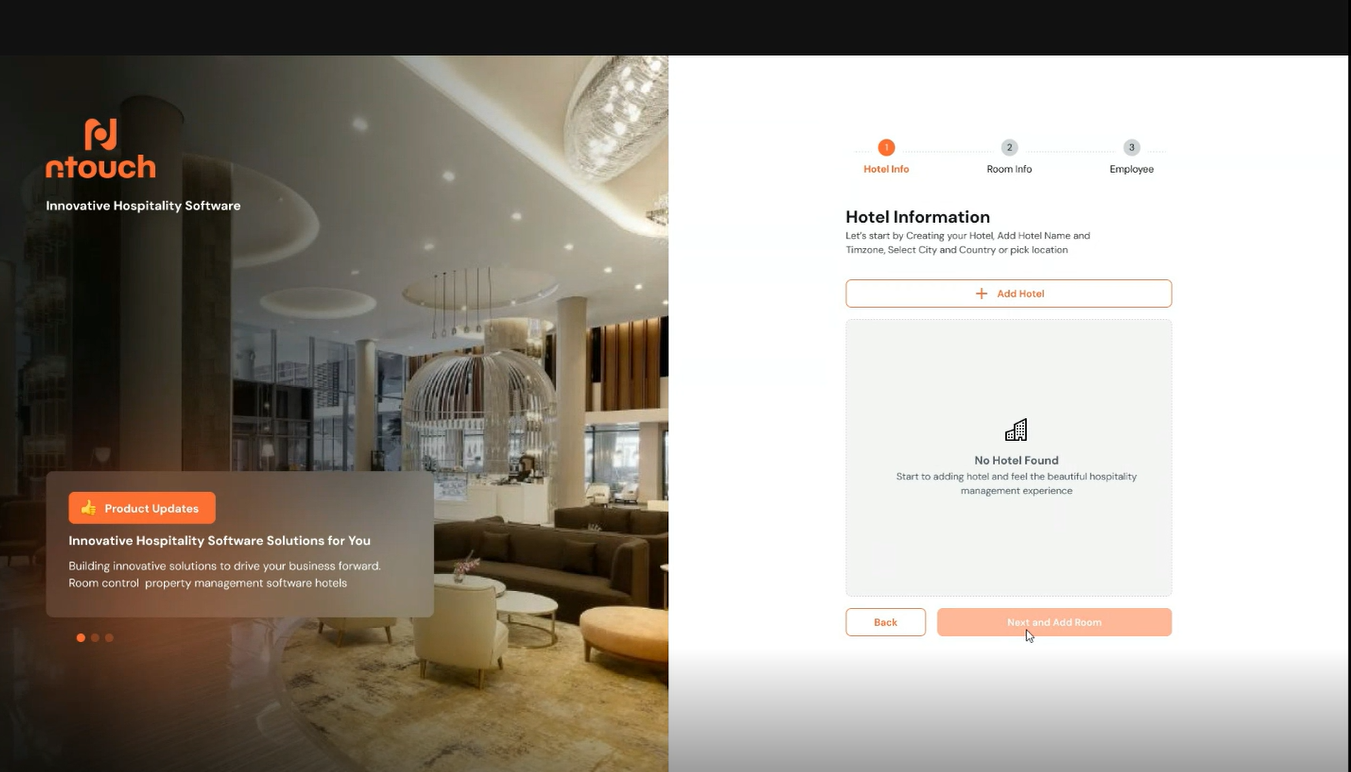 ntouch
Innovative Hospitality Software
Product Updates
Innovative Hospitality Software Solutions for You
Building innovative solutions to drive your business forward.
Room control property management software hotels
1
2
3
Hotel Info
Room Info
Employee
Hotel Information
Let's start by Creating your Hotel, Add Hotel Name and
Timzone, Select City and Country or pick location
Add Hotel
No Hotel Found
Start to adding hotel and feel the beautiful hospitality
management experience
Back
Next and Add Room